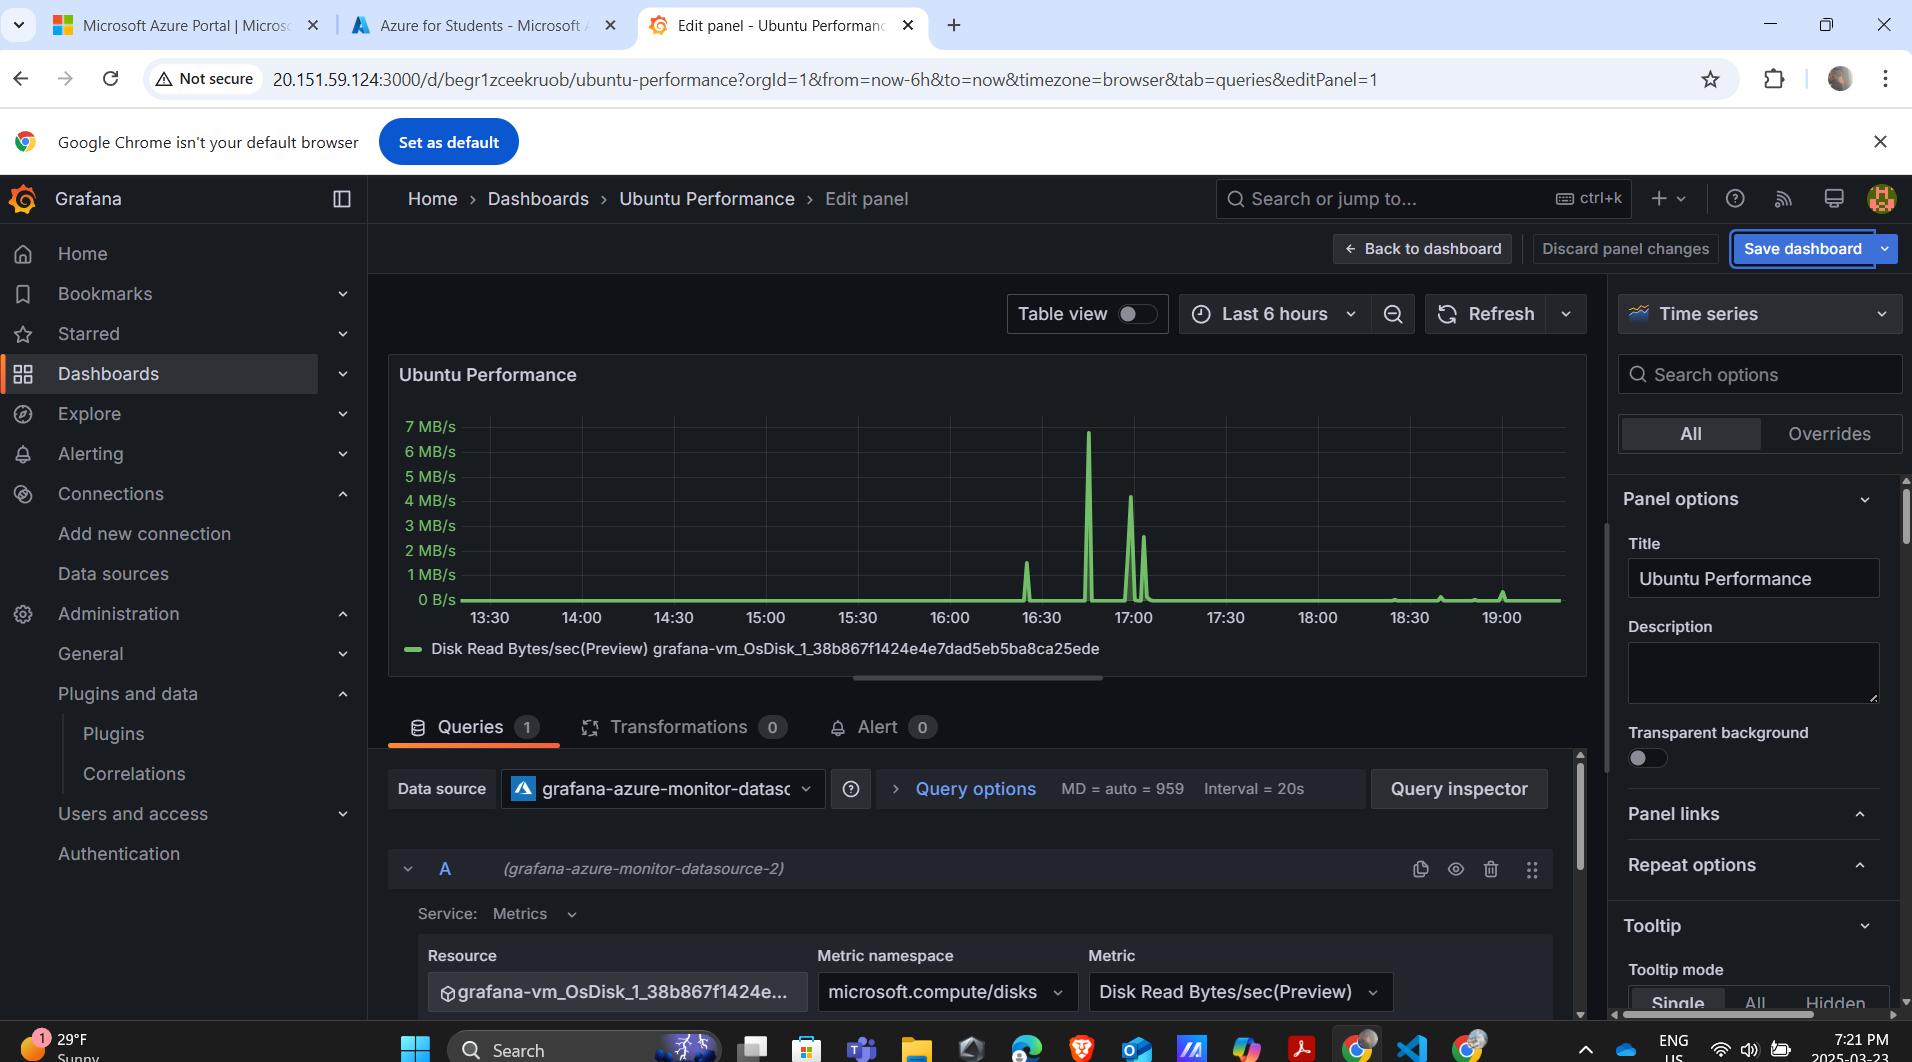 Microsoft Azure Portal | Micros
Azure for Students - Microsoft A
Edit panel - Ubuntu Performanc
Not secure
20.151.59.124:3000/d/begr1zceekruob/ubuntu-performance?orgId=1&from=now-6h&to=now&timezone=browser&tab=queries&editPanel=1
Google Chrome isn't your default browser
Set as default
Grafana
Home › Dashboards › Ubuntu Performance › Edit panel
Search or jump to...
ctrl+k
Back to dashboard
Discard panel changes
Save dashboard
Home
Bookmarks
Starred
Dashboards
Explore
Alerting
Connections
Add new connection
Data sources
Administration
General
Plugins and data
Plugins
Correlations
Users and access
Authentication
Table view
Last 6 hours
Refresh
Ubuntu Performance
7 MB/s
6 MB/s
5 MB/s
4 MB/s
3 MB/s
2 MB/s
1 MB/s
0 B/s
13:30 14:00 14:30 15:00 15:30 16:00 16:30 17:00 17:30 18:00 18:30 19:00
Disk Read Bytes/sec(Preview) grafana-vm_OsDisk_1_38b867f1424e4e7dad5eb5ba8ca25ede
Queries 1
Transformations 0
Alert 0
Data source
grafana-azure-monitor-datasc
Query options
MD = auto = 959
Interval = 20s
Query inspector
A
(grafana-azure-monitor-datasource-2)
Service: Metrics
Resource
Metric namespace
Metric
grafana-vm_OsDisk_1_38b867f1424e...
microsoft.compute/disks
Disk Read Bytes/sec(Preview)
Time series
Search options
All
Overrides
Panel options
Title
Ubuntu Performance
Description
Transparent background
Panel links
Repeat options
Tooltip
Tooltip mode
Single
All
Hidden
1
29°F
Sunny
Search
ENG
US
7:21 PM
2025-03-23